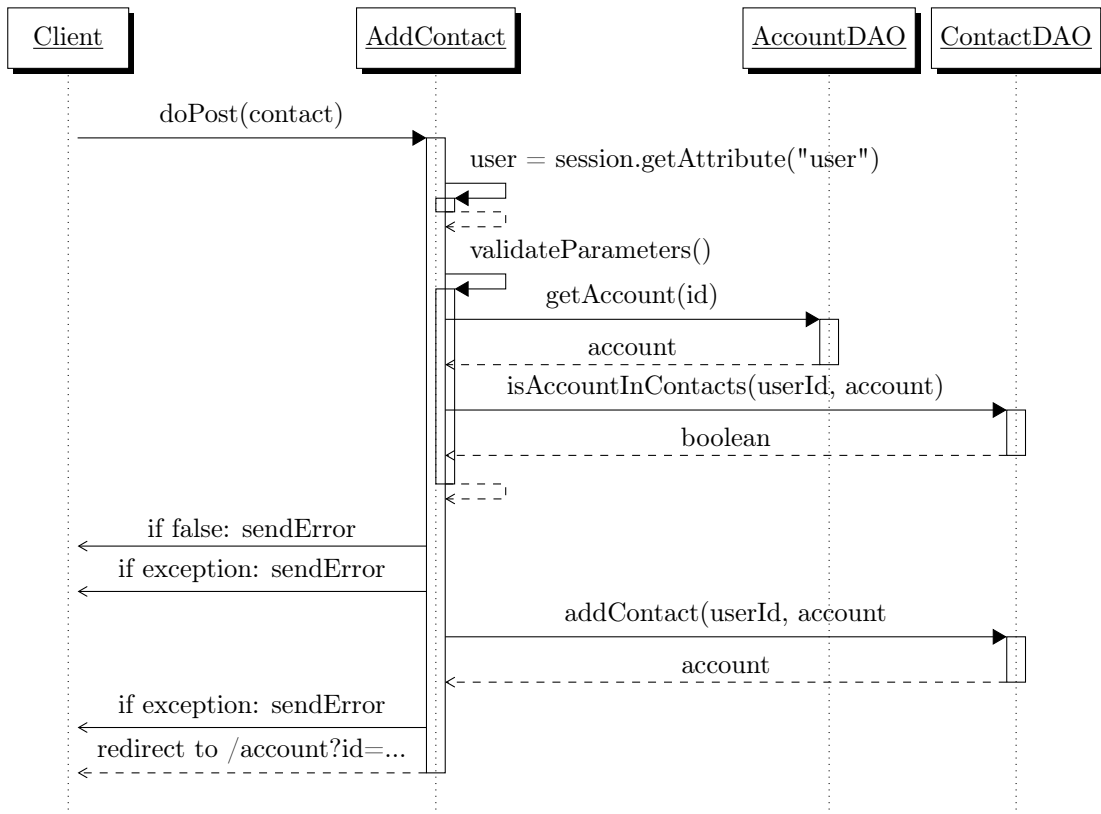 Client
AddContact
AccountDAO
ContactDAO
doPost(contact)
user = session.getAttribute("user")
validateParameters()
getAccount(id)
account
isAccountInContacts(userId, account)
boolean
if false: sendError
if exception: sendError
addContact(userId, account
account
if exception: sendError
redirect to /account?id=...